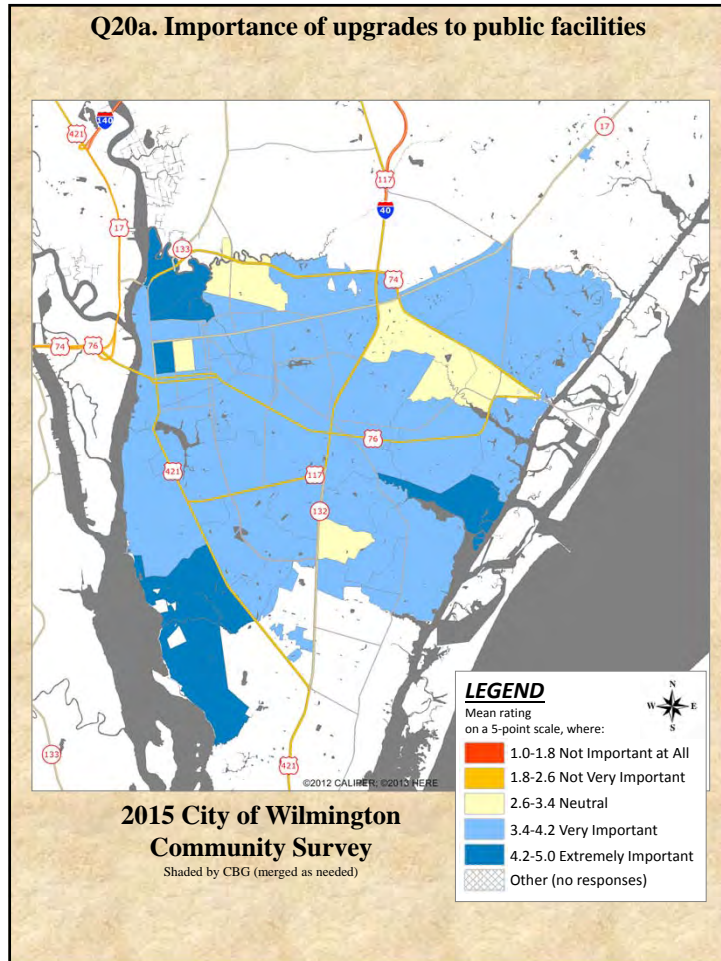 Q20a. Importance of upgrades to public facilities
140
421
17
117
17
40
133
74
74
76
76
421
117
132
133
421
©2012 CALIPER; ©2013 HERE
LEGEND
Mean rating
on a 5-point scale, where:
N
W E
S
1.0-1.8 Not Important at All
1.8-2.6 Not Very Important
2.6-3.4 Neutral
3.4-4.2 Very Important
4.2-5.0 Extremely Important
Other (no responses)
2015 City of Wilmington
Community Survey
Shaded by CBG (merged as needed)